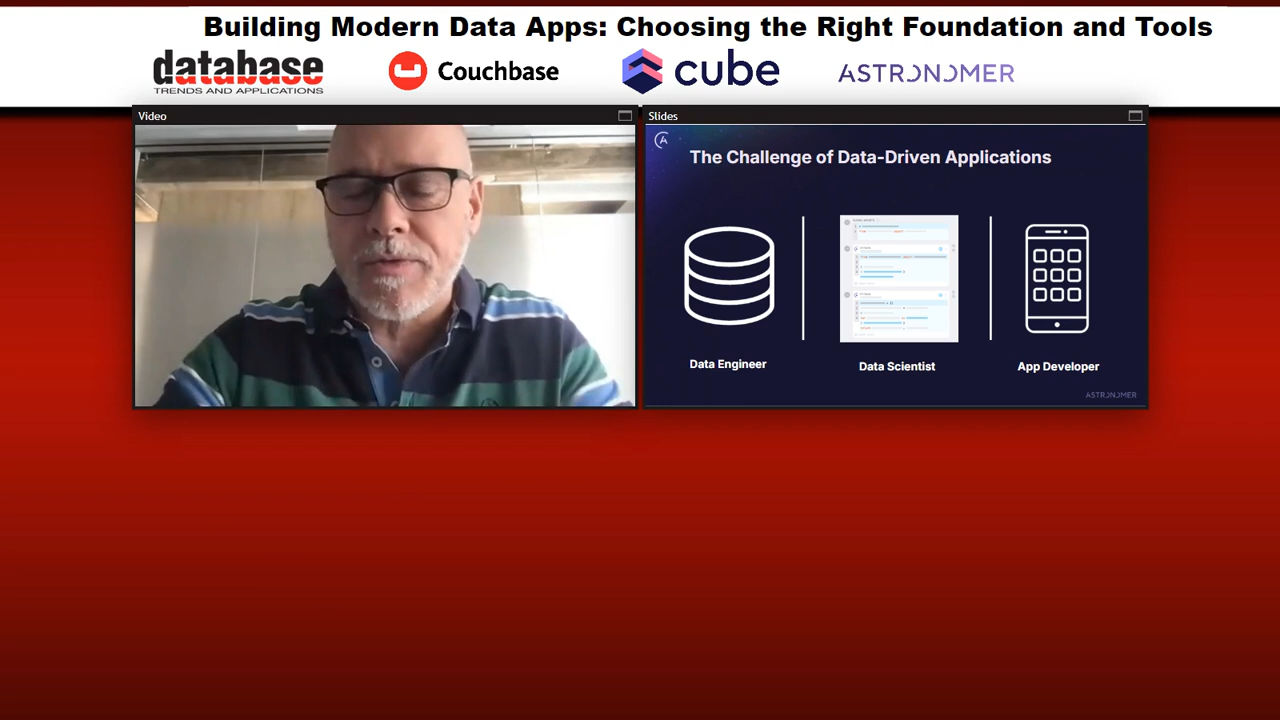 Building Modern Data Apps: Choosing the Right Foundation and Tools
database
TRENDS AND APPLICATIONS
Couchbase
cube
ASTRONOMER
Video
Slides
The Challenge of Data-Driven Applications
Data Engineer
Data Scientist
App Developer
ASTRONOMER